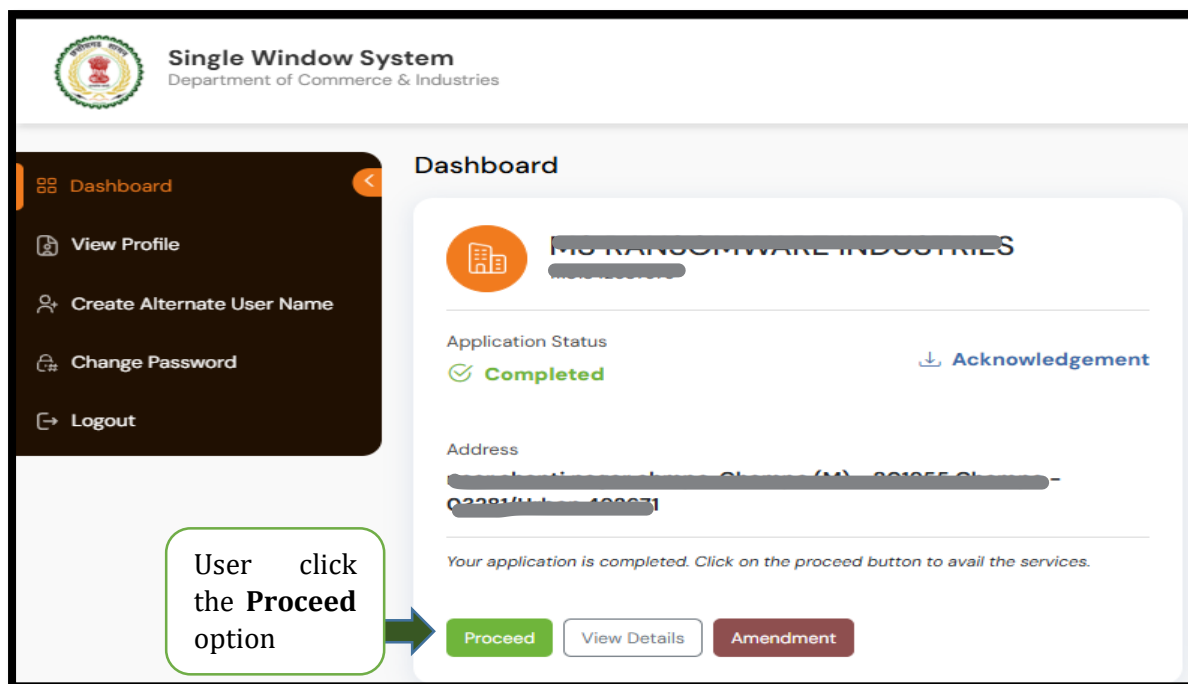 Single Window System
Department of Commerce & Industries
Dashboard
View Profile
Create Alternate User Name
Change Password
Logout
Dashboard
Application Status
Completed
Acknowledgement
Address
Your application is completed. Click on the proceed button to avail the services.
User click
the Proceed
option
Proceed
View Details
Amendment